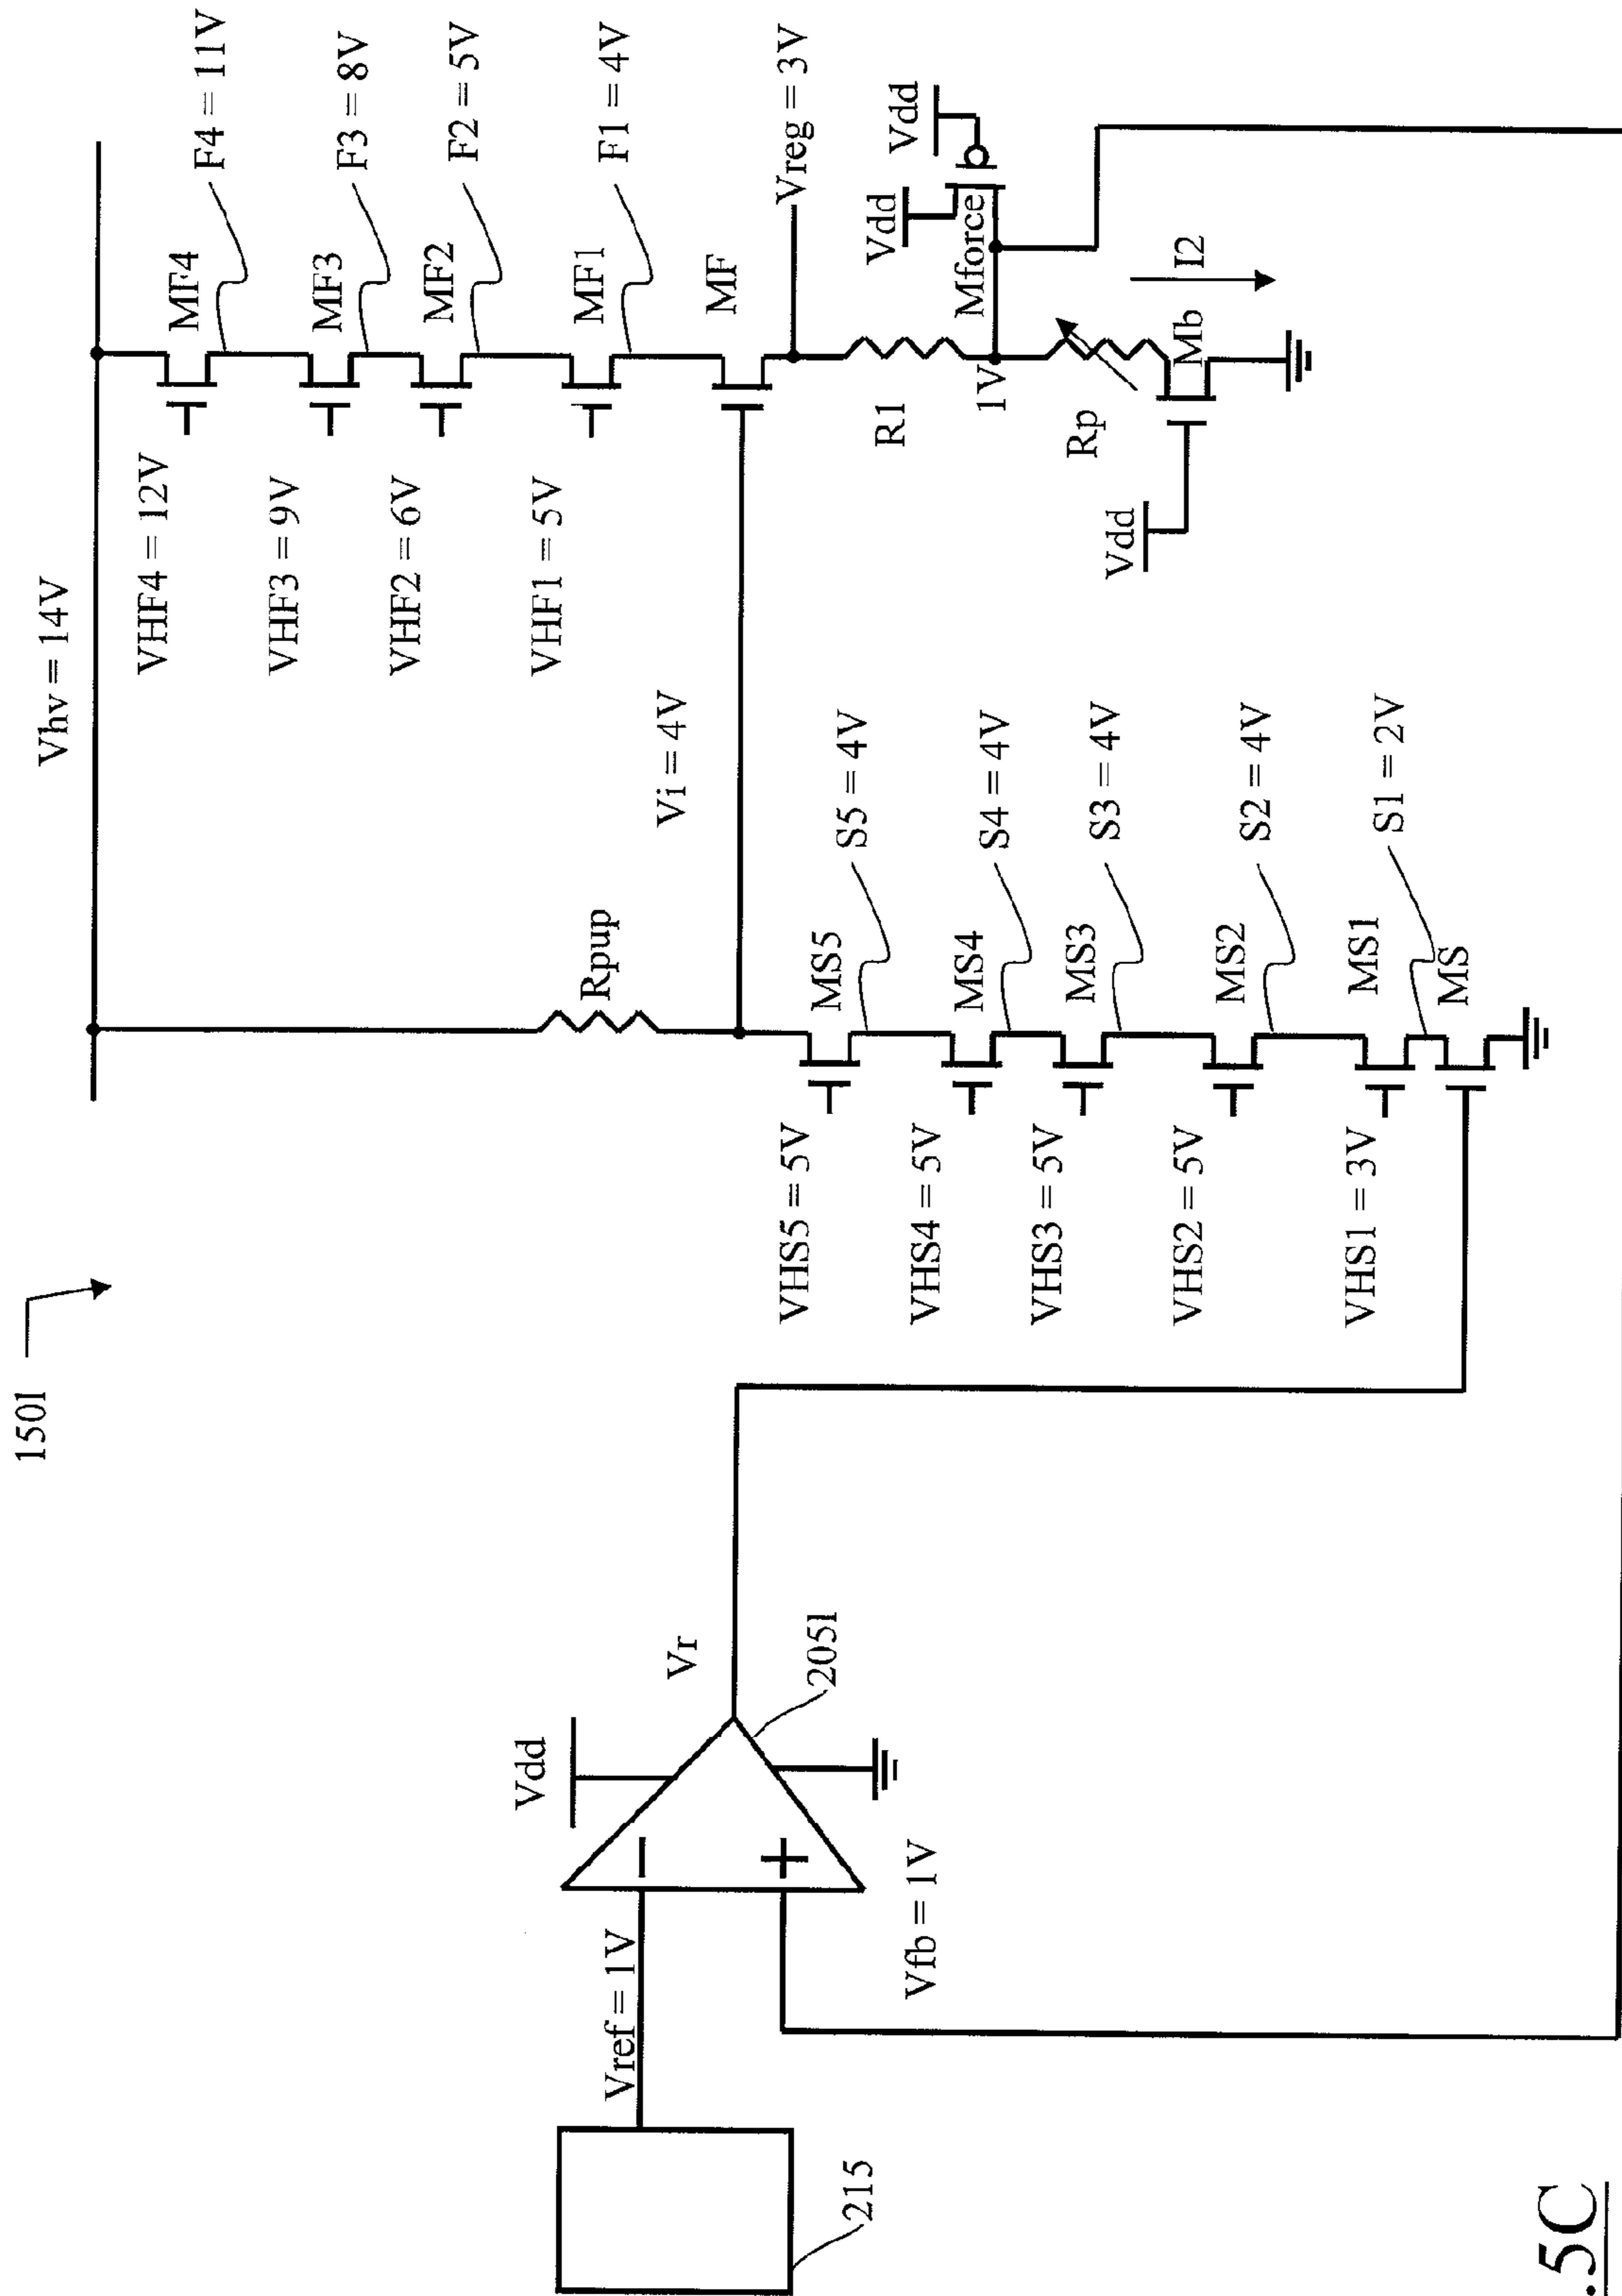 150l
Vhv = 14V
VHF4 = 12V
MF4
F4 = 11V
VHF3 = 9V
MF3
F3 = 8V
VHF2 = 6V
MF2
F2 = 5V
VHF1 = 5V
MF1
F1 = 4V
Rpup
Vi = 4V
MF
Vreg = 3V
VHS5 = 5V
MS5
S5 = 4V
R1
Vdd
Vdd
Mforce
1V
VHS4 = 5V
MS4
S4 = 4V
VHS3 = 5V
MS3
S3 = 4V
Rp
Mb
I2
Vdd
VHS2 = 5V
MS2
S2 = 4V
VHS1 = 3V
MS1
S1 = 2V
MS
Vdd
Vr
205l
Vref = 1V
−
+
Vfb = 1V
215
.5C